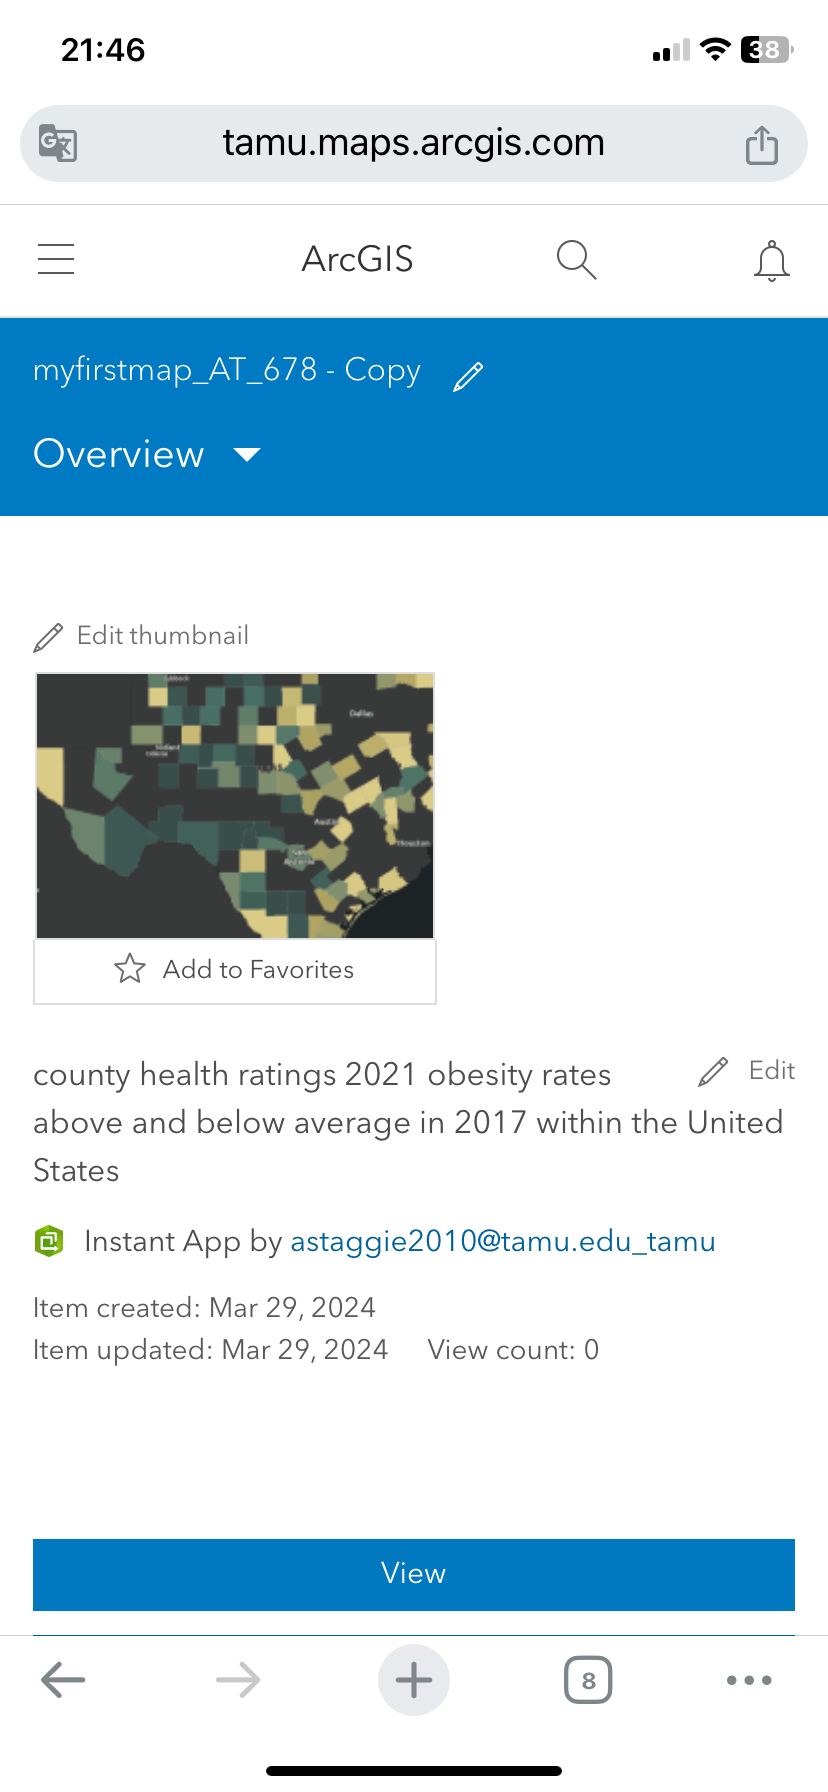 21:46
38
tamu.maps.arcgis.com
ArcGIS
myfirstmap_AT_678 - Copy
Overview
Edit thumbnail
Lubbock
Dallas
Midland
Odessa
Austin
Houston
San
Antonio
Add to Favorites
county health ratings 2021 obesity rates
Edit
above and below average in 2017 within the United
States
Instant App by astaggie2010@tamu.edu_tamu
Item created: Mar 29, 2024
Item updated: Mar 29, 2024 View count: 0
View
8